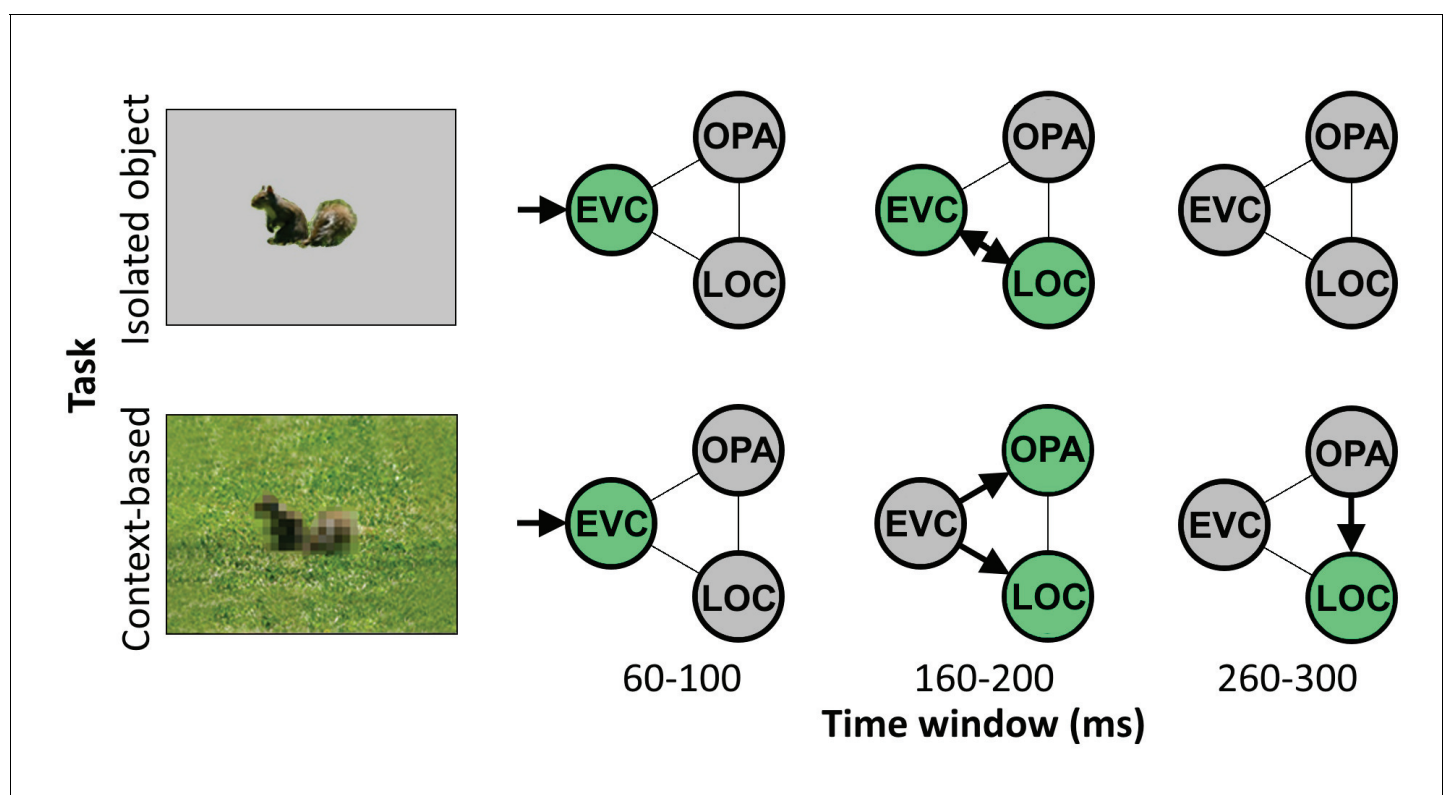 Task
Isolated object
OPA
EVC
LOC
OPA
EVC
LOC
OPA
EVC
LOC
Context-based
OPA
EVC
LOC
OPA
EVC
LOC
OPA
EVC
LOC
60-100
160-200
260-300
Time window (ms)